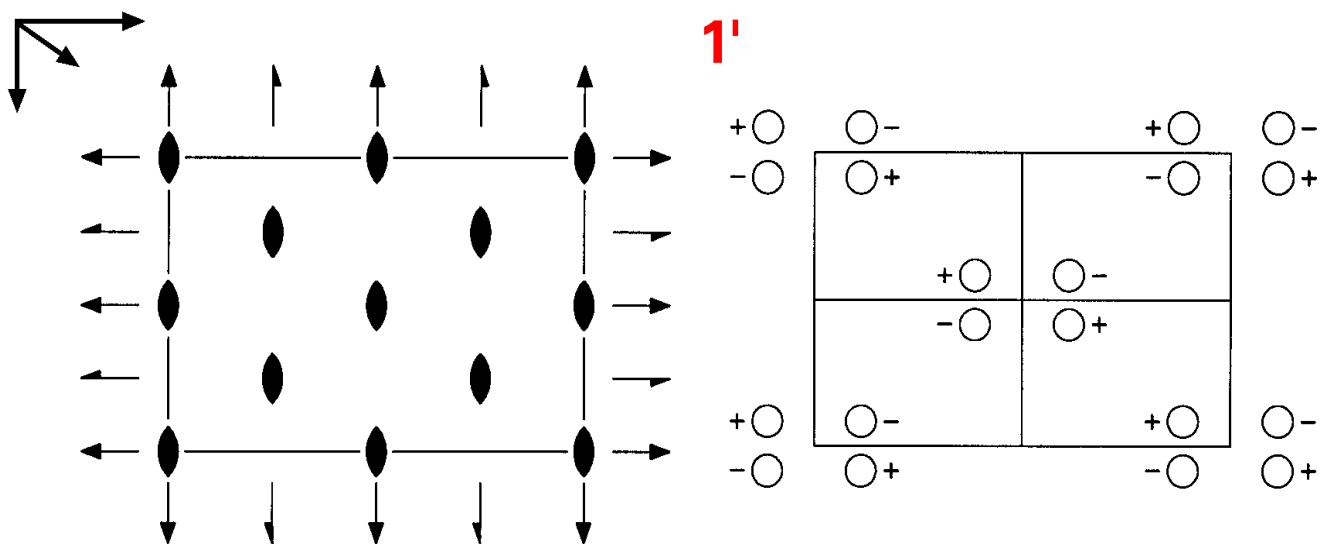 1'
+ - + -
- + - +
+ -
- +
+ - + -
- + - +